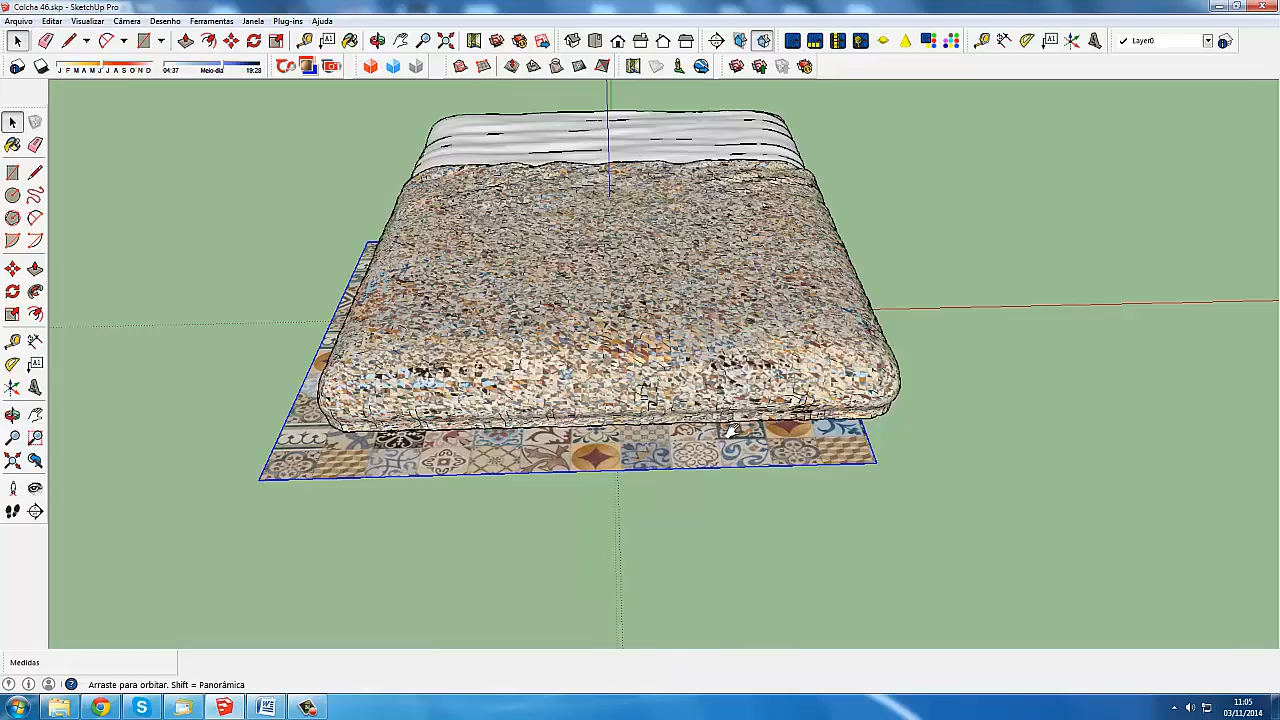 Colcha 46.skp - SketchUp Pro
Arquivo Editar Visualizar Câmera Desenho Ferramentas Janela Plug-ins Ajuda
Layer0
J F M A M J J A S O N D 04:37 Meio-dia 19:28
Medidas
Arraste para orbitar. Shift = Panorâmica
11:05
03/11/2014